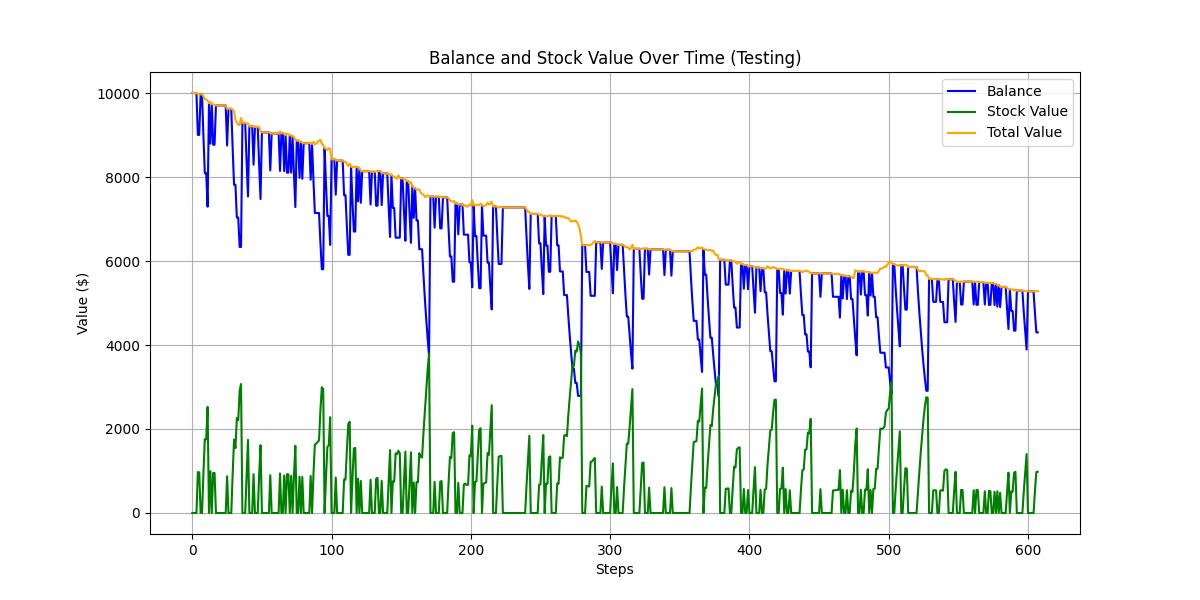 Balance and Stock Value Over Time (Testing)
Balance
Stock Value
Total Value
Value ($)
10000
8000
6000
4000
2000
0
0 100 200 300 400 500 600
Steps